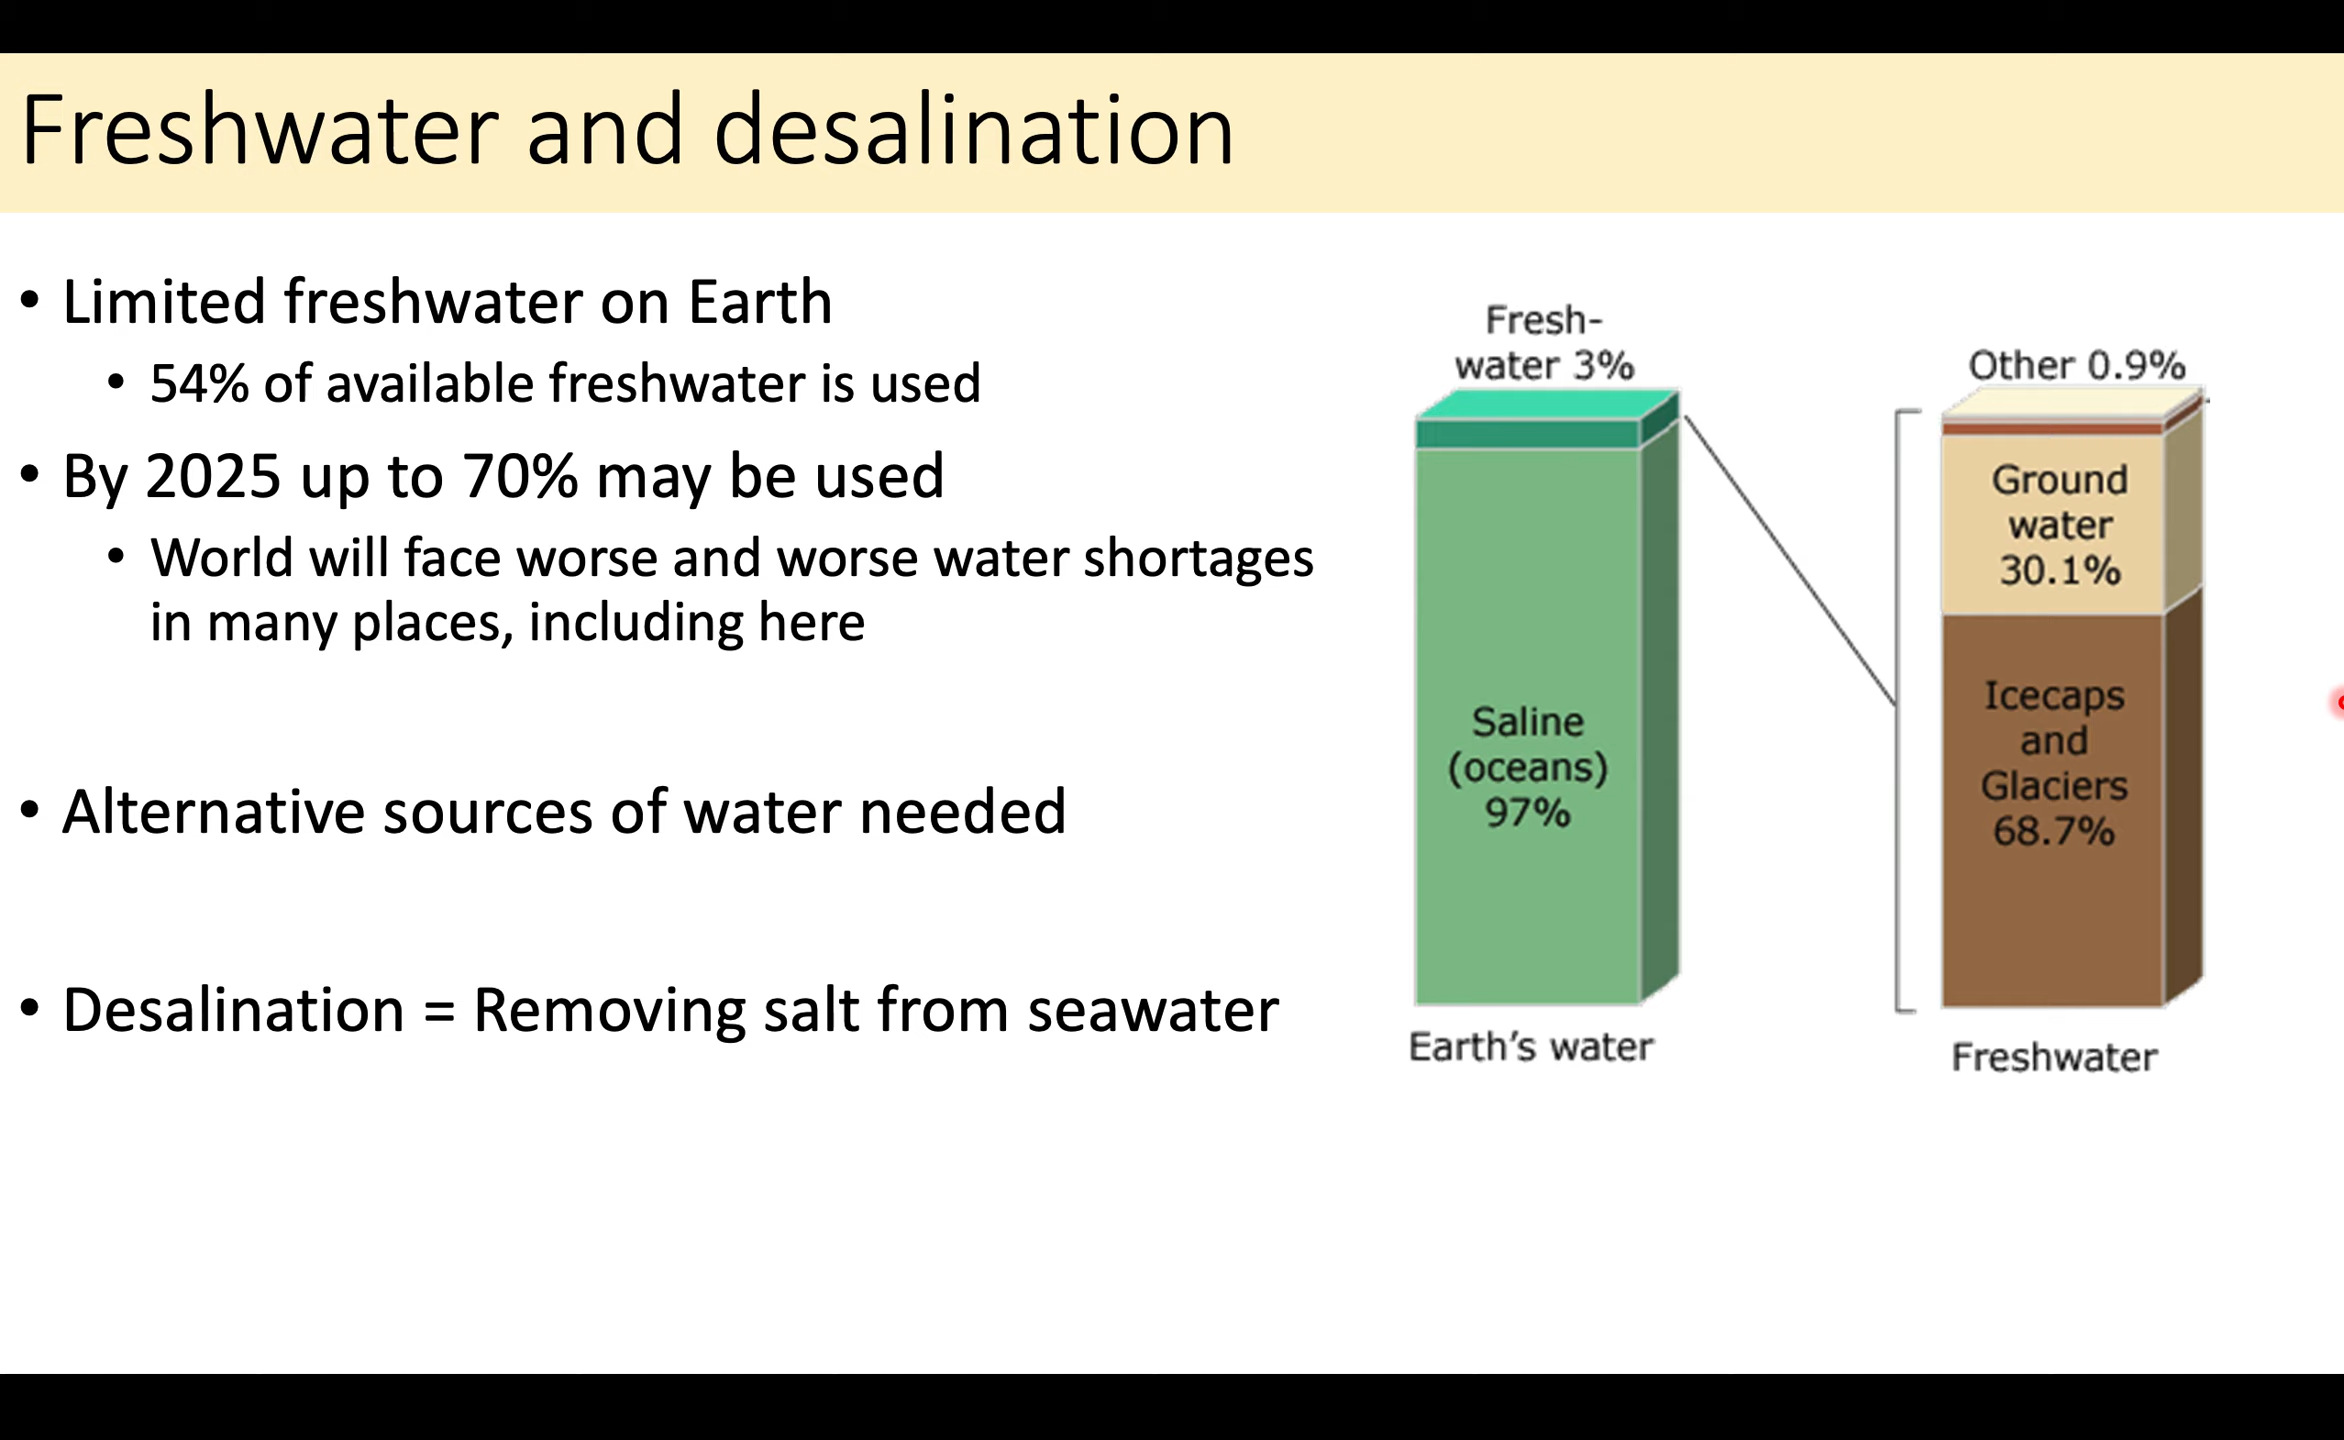 Freshwater and desalination
• Limited freshwater on Earth
• 54% of available freshwater is used
• By 2025 up to 70% may be used
• World will face worse and worse water shortages
in many places, including here
• Alternative sources of water needed
• Desalination = Removing salt from seawater
Fresh-
water 3%
Saline
(oceans)
97%
Earth's water
Other 0.9%
Ground
water
30.1%
Icecaps
and
Glaciers
68.7%
Freshwater